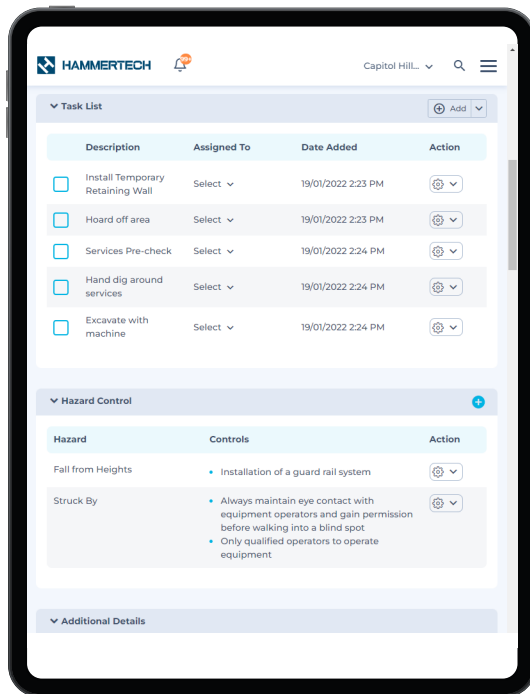 HAMMERTECH
99+
Capitol Hill...
Task List
Add
Description Assigned To Date Added Action
Install Temporary
Retaining Wall
Select
19/01/2022 2:23 PM
Hoard off area
Select
19/01/2022 2:23 PM
Services Pre-check
Select
19/01/2022 2:24 PM
Hand dig around
services
Select
19/01/2022 2:24 PM
Excavate with
machine
Select
19/01/2022 2:24 PM
Hazard Control
Hazard Controls Action
Fall from Heights
Installation of a guard rail system
Struck By
Always maintain eye contact with
equipment operators and gain permission
before walking into a blind spot
Only qualified operators to operate
equipment
Additional Details